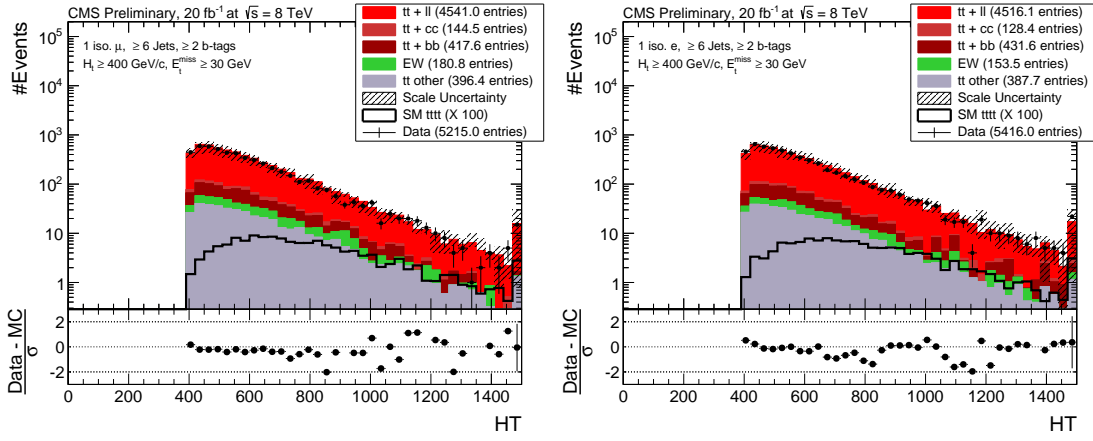 CMS Preliminary, 20 fb⁻¹ at √s = 8 TeV
1 iso. μ, ≥ 6 Jets, ≥ 2 b-tags
H_t ≥ 400 GeV/c, E_t^miss ≥ 30 GeV
tt + ll (4541.0 entries)
tt + cc (144.5 entries)
tt + bb (417.6 entries)
EW (180.8 entries)
tt other (396.4 entries)
Scale Uncertainty
SM tttt (X 100)
Data (5215.0 entries)
#Events
10⁵
10⁴
10³
10²
10
1
Data - MC
σ
2
0
-2
0 200 400 600 800 1000 1200 1400
HT
CMS Preliminary, 20 fb⁻¹ at √s = 8 TeV
1 iso. e, ≥ 6 Jets, ≥ 2 b-tags
H_t ≥ 400 GeV/c, E_t^miss ≥ 30 GeV
tt + ll (4516.1 entries)
tt + cc (128.4 entries)
tt + bb (431.6 entries)
EW (153.5 entries)
tt other (387.7 entries)
Scale Uncertainty
SM tttt (X 100)
Data (5416.0 entries)
#Events
10⁵
10⁴
10³
10²
10
1
Data - MC
σ
2
0
-2
0 200 400 600 800 1000 1200 1400
HT